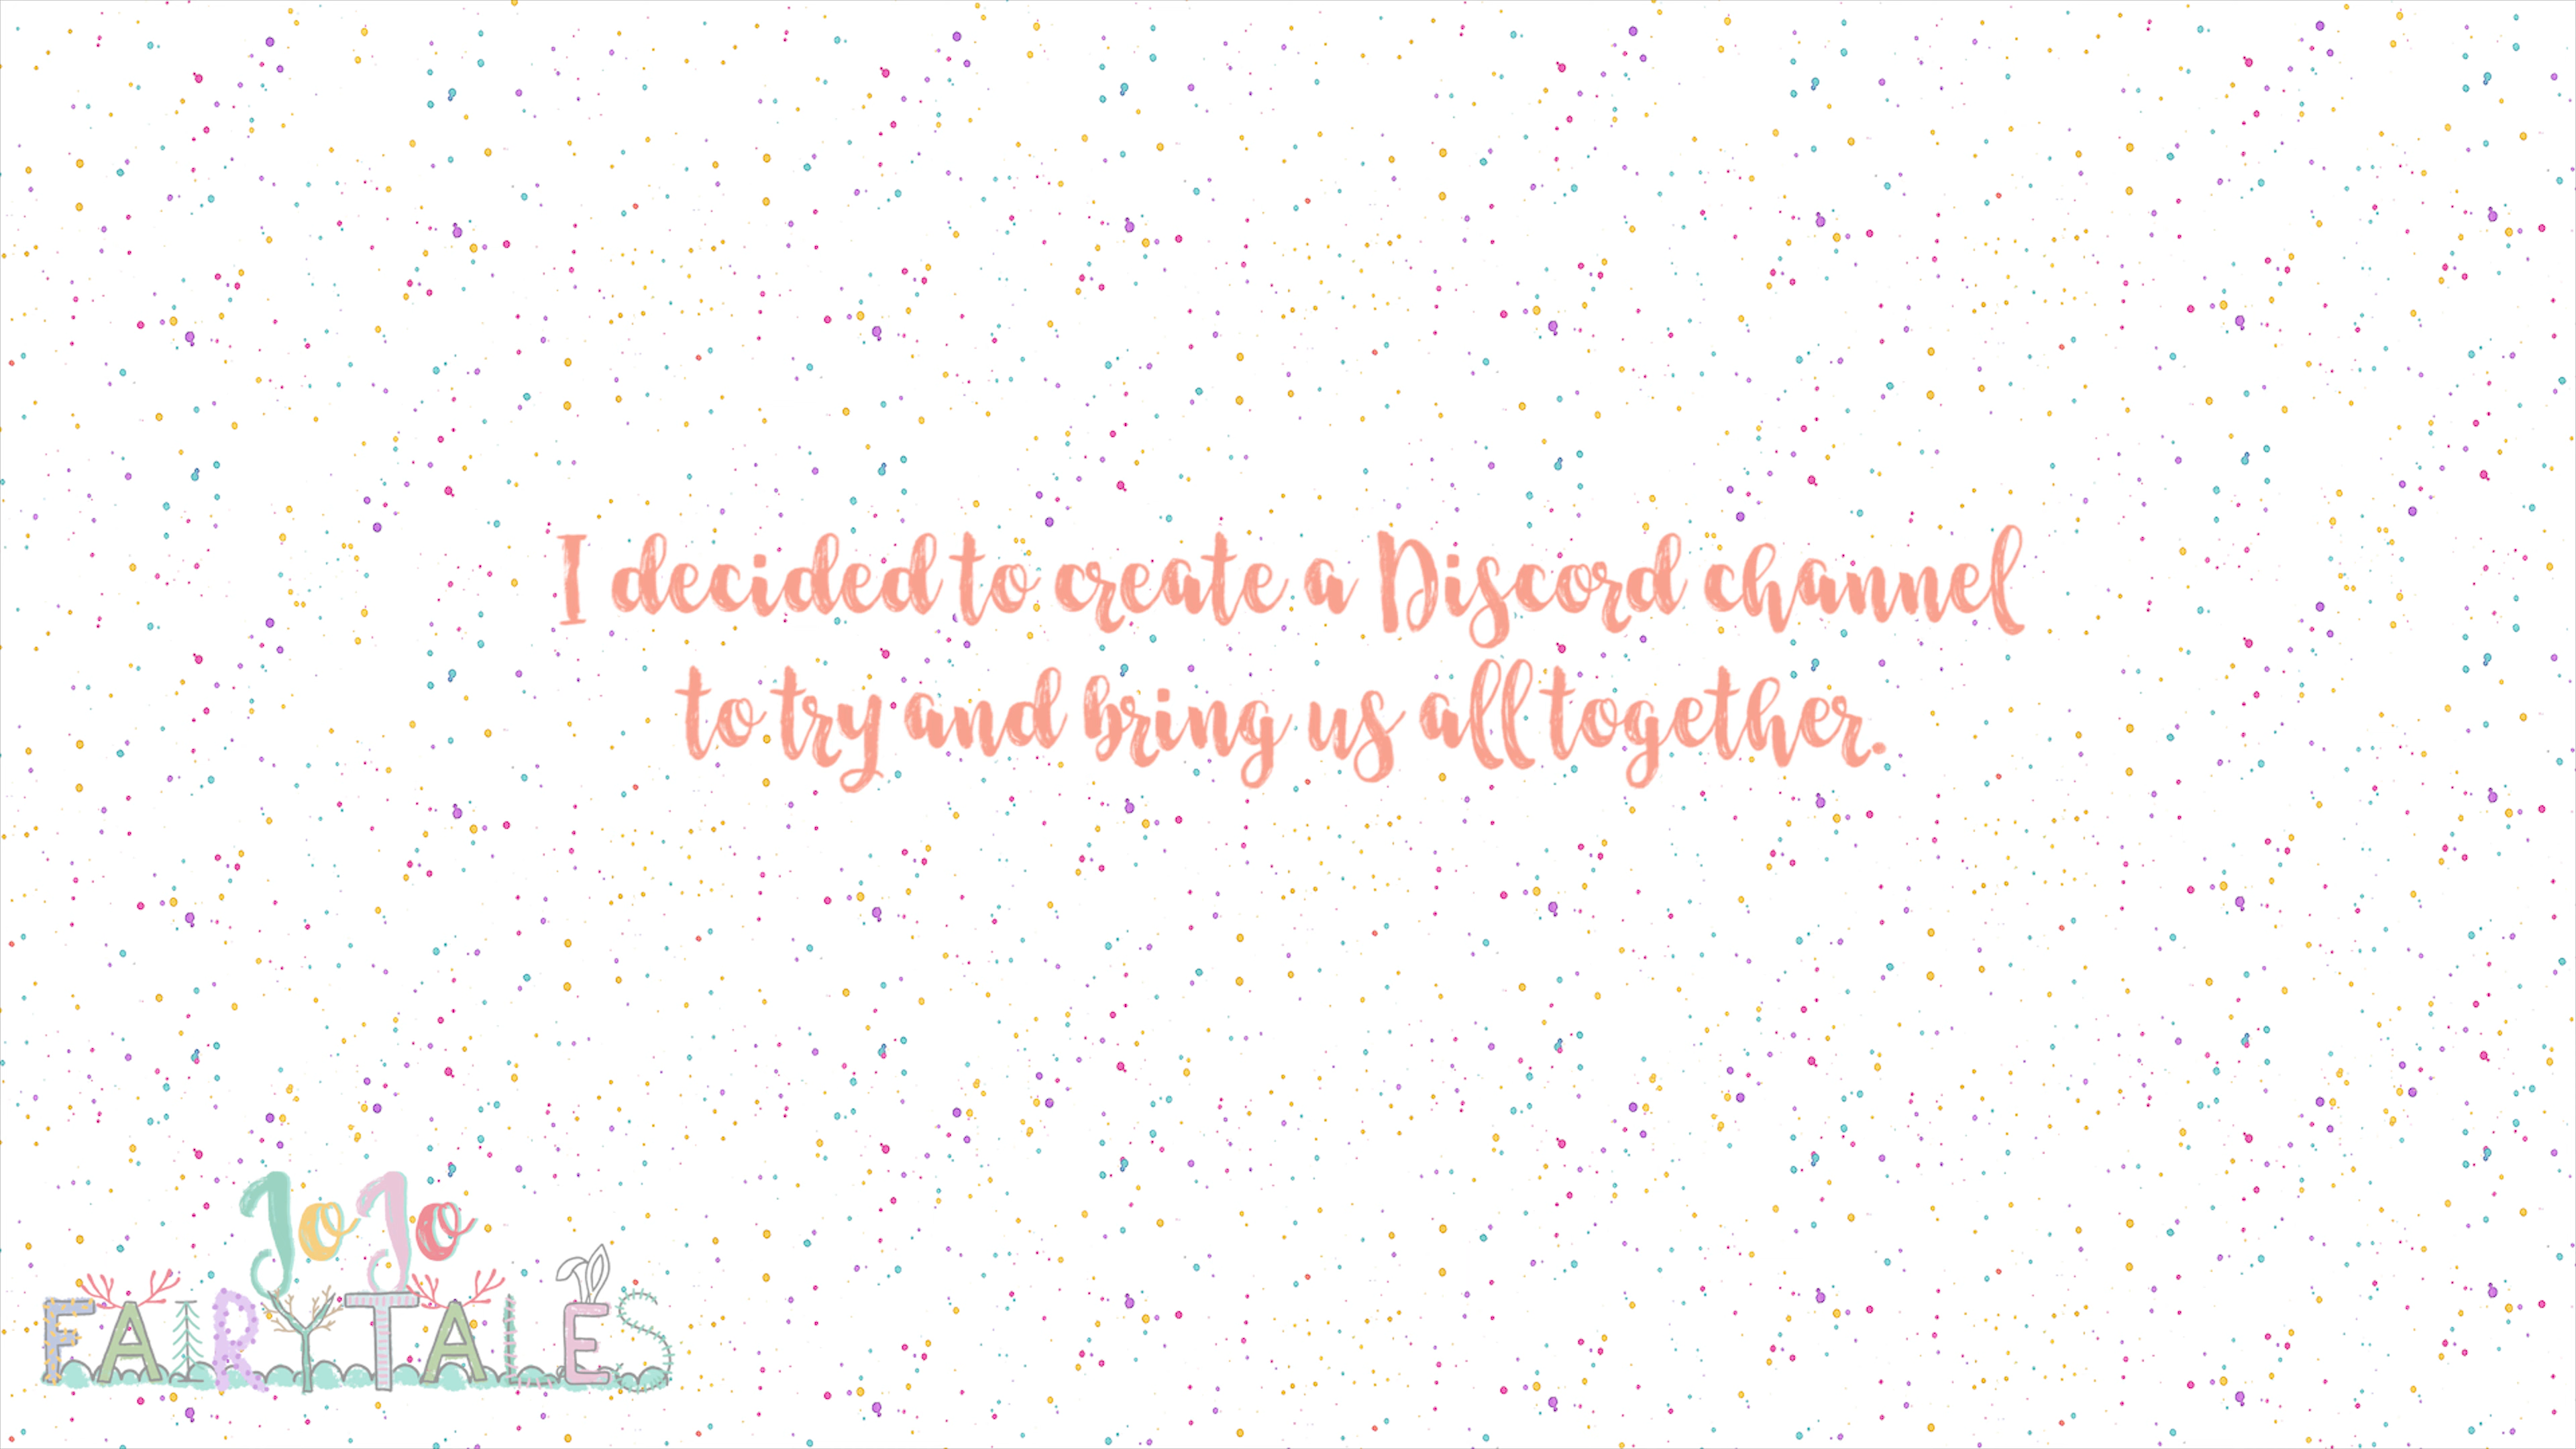 I decided to create a Discord channel
to try and bring us all together.
JoJo
FAIRYTALES